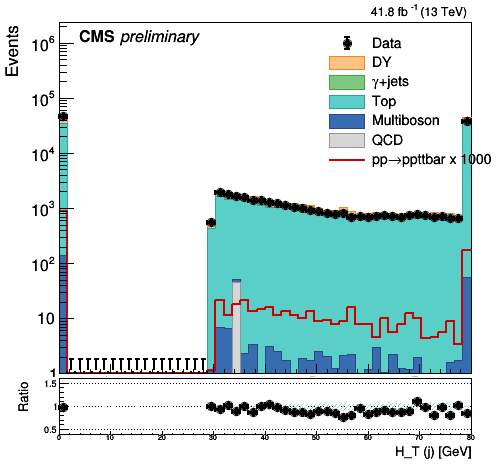 41.8 fb⁻¹ (13 TeV)
CMS preliminary
Events
10⁶
10⁵
10⁴
10³
10²
10
1
Data
DY
γ+jets
Top
Multiboson
QCD
pp→ppttbar x 1000
Ratio
1.5
1
0.5
0 10 20 30 40 50 60 70 80
H_T (j) [GeV]